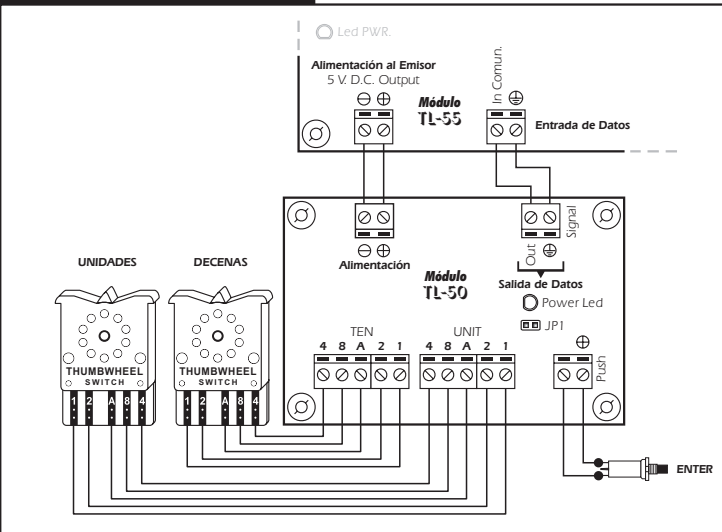 Led PWR.
Alimentación al Emisor
5 V. D.C. Output
In Comun.
Módulo
TL-55
Entrada de Datos
Signal
Out
Alimentación
Salida de Datos
Módulo
TL-50
Power Led
JP1
UNIDADES
DECENAS
TEN
UNIT
4 8 A 2 1
4 8 A 2 1
Push
THUMBWHEEL
SWITCH
1 2 A 8 4
THUMBWHEEL
SWITCH
1 2 A 8 4
ENTER